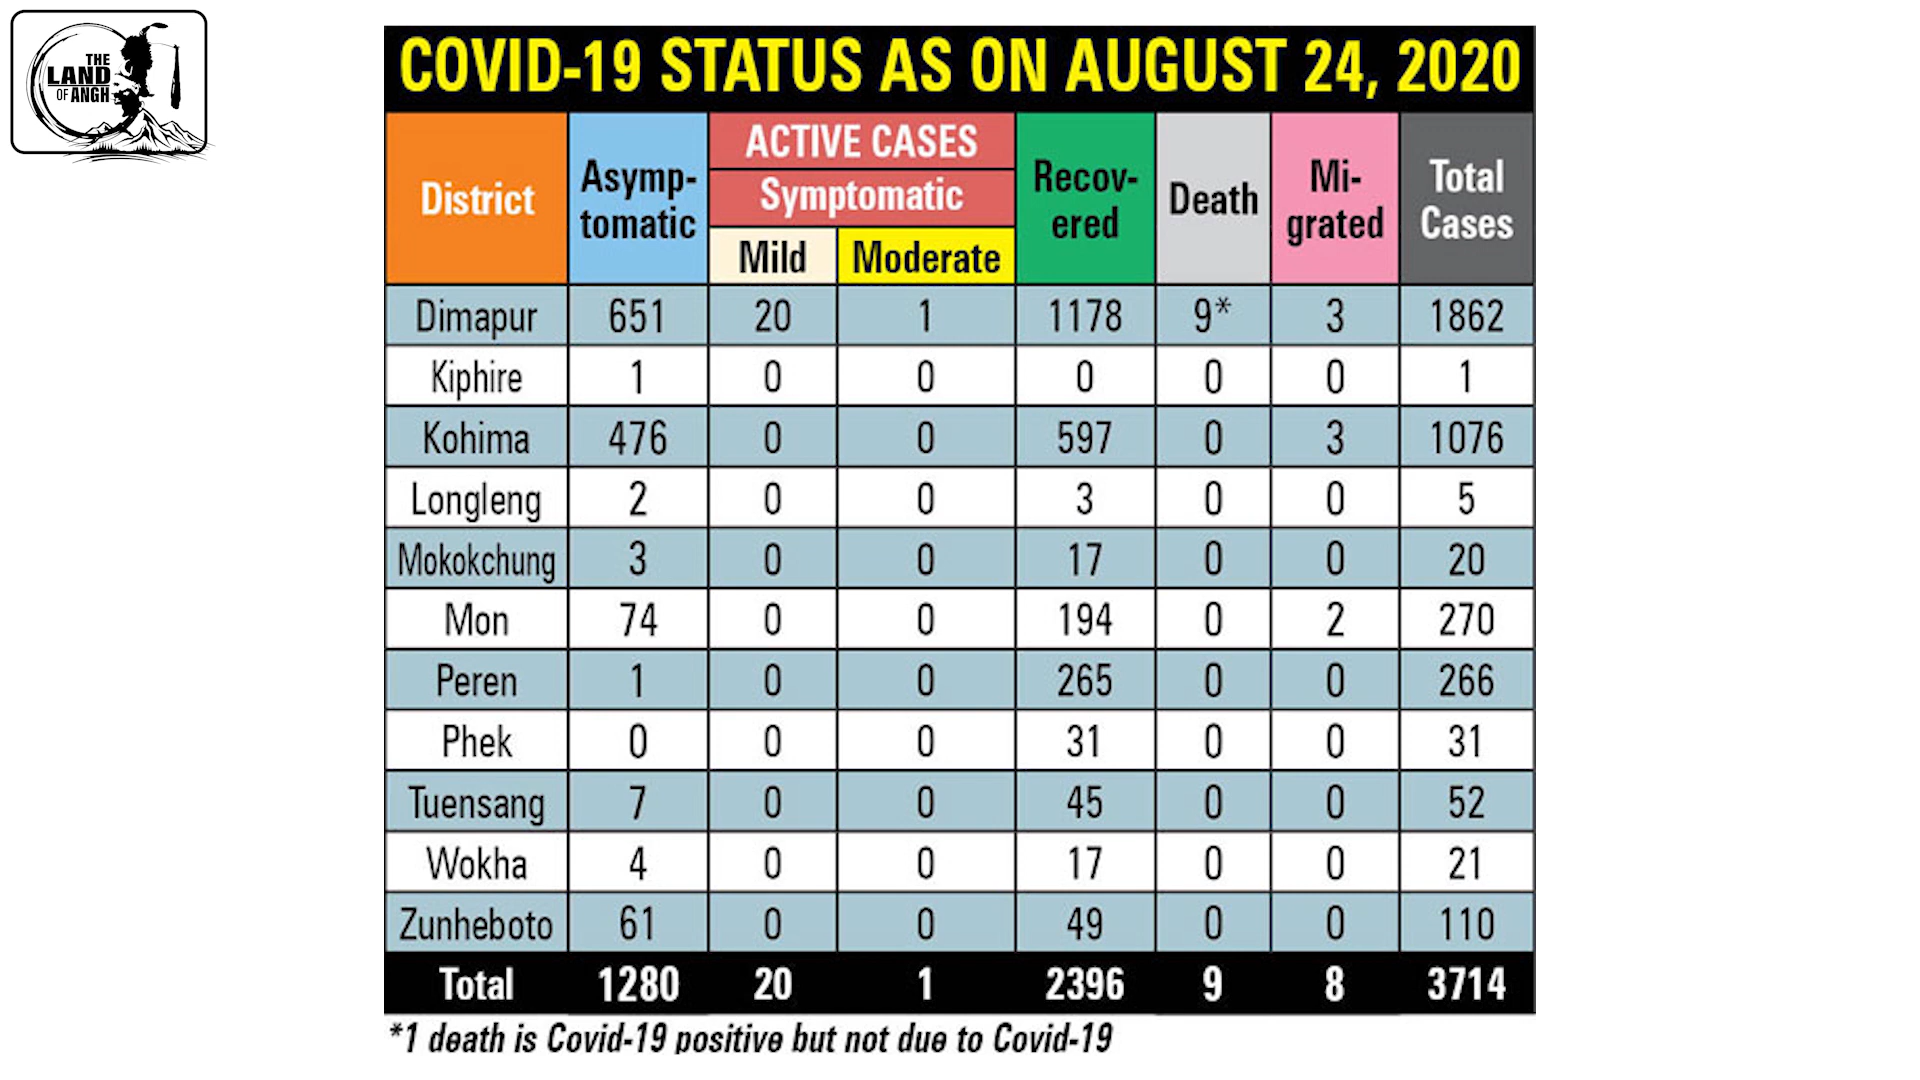 THE
LAND
OF ANGH
COVID-19 STATUS AS ON AUGUST 24, 2020
District Asymp-tomatic ACTIVE CASES Symptomatic Mild Moderate Recov-ered Death Mi-grated Total Cases
Dimapur 651 20 1 1178 9* 3 1862
Kiphire 1 0 0 0 0 0 1
Kohima 476 0 0 597 0 3 1076
Longleng 2 0 0 3 0 0 5
Mokokchung 3 0 0 17 0 0 20
Mon 74 0 0 194 0 2 270
Peren 1 0 0 265 0 0 266
Phek 0 0 0 31 0 0 31
Tuensang 7 0 0 45 0 0 52
Wokha 4 0 0 17 0 0 21
Zunheboto 61 0 0 49 0 0 110
Total 1280 20 1 2396 9 8 3714
*1 death is Covid-19 positive but not due to Covid-19